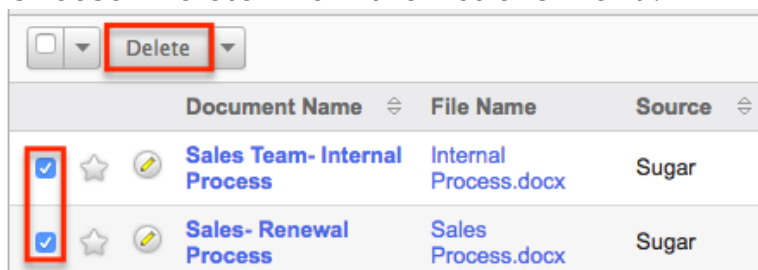 Delete
Document Name File Name Source
Sales Team- Internal Internal
Process Process.docx Sugar
Sales- Renewal Sales
Process Process.docx Sugar